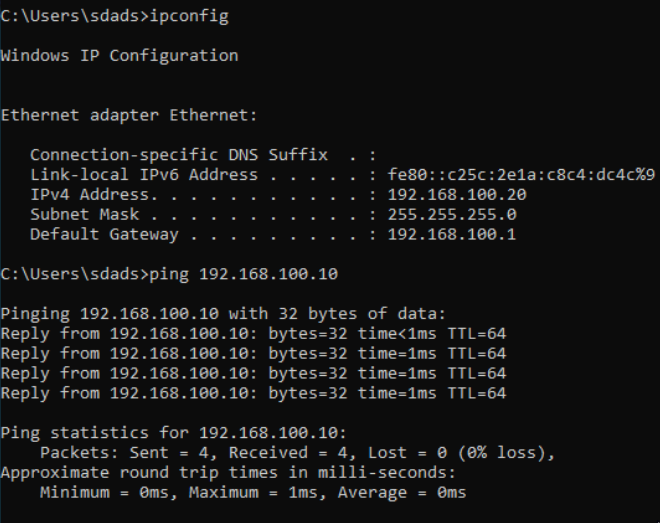 C:\Users\sdads>ipconfig
Windows IP Configuration
Ethernet adapter Ethernet:
Connection-specific DNS Suffix  . :
Link-local IPv6 Address . . . . . : fe80::c25c:2e1a:c8c4:dc4c%9
IPv4 Address. . . . . . . . . . . : 192.168.100.20
Subnet Mask . . . . . . . . . . . : 255.255.255.0
Default Gateway . . . . . . . . . : 192.168.100.1
C:\Users\sdads>ping 192.168.100.10
Pinging 192.168.100.10 with 32 bytes of data:
Reply from 192.168.100.10: bytes=32 time<1ms TTL=64
Reply from 192.168.100.10: bytes=32 time=1ms TTL=64
Reply from 192.168.100.10: bytes=32 time=1ms TTL=64
Reply from 192.168.100.10: bytes=32 time=1ms TTL=64
Ping statistics for 192.168.100.10:
Packets: Sent = 4, Received = 4, Lost = 0 (0% loss),
Approximate round trip times in milli-seconds:
Minimum = 0ms, Maximum = 1ms, Average = 0ms